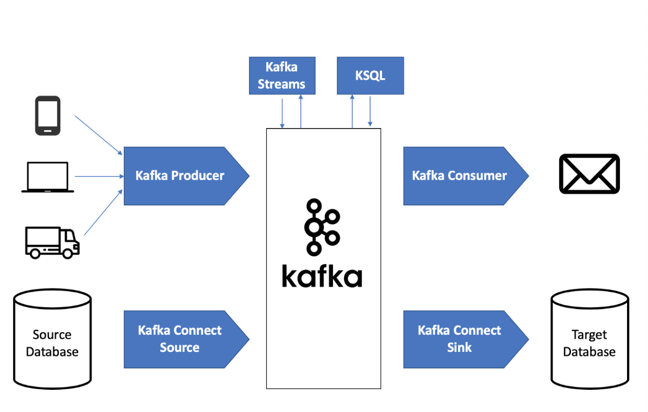 Kafka
Streams
KSQL
Kafka Producer
Kafka Consumer
kafka
Source
Database
Kafka Connect
Source
Kafka Connect
Sink
Target
Database